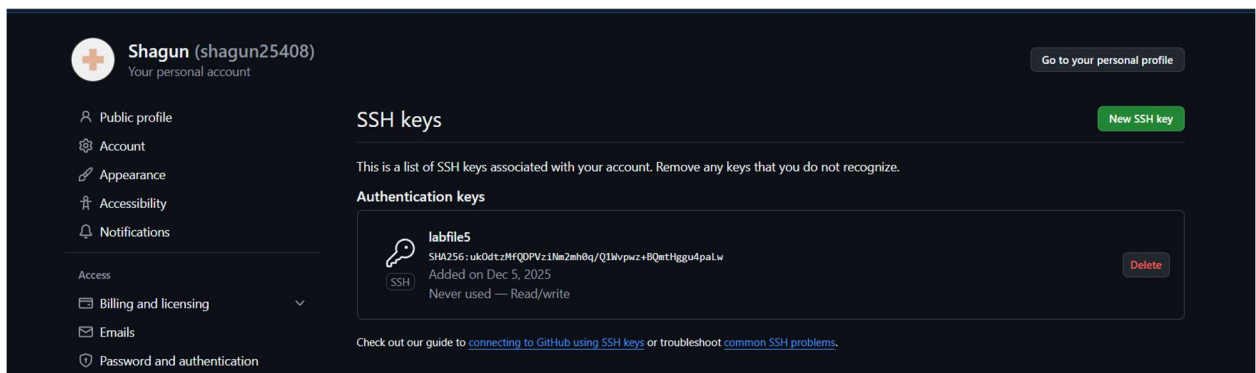 Shagun (shagun25408)
Your personal account
Go to your personal profile
Public profile
Account
Appearance
Accessibility
Notifications
Access
Billing and licensing
Emails
Password and authentication
SSH keys
New SSH key
This is a list of SSH keys associated with your account. Remove any keys that you do not recognize.
Authentication keys
labfile5
SHA256:ukOdtzMfQDPVziNm2mh0q/Q1Wvpwz+BQmtHggu4paLw
SSH
Added on Dec 5, 2025
Never used — Read/write
Delete
Check out our guide to connecting to GitHub using SSH keys or troubleshoot common SSH problems.